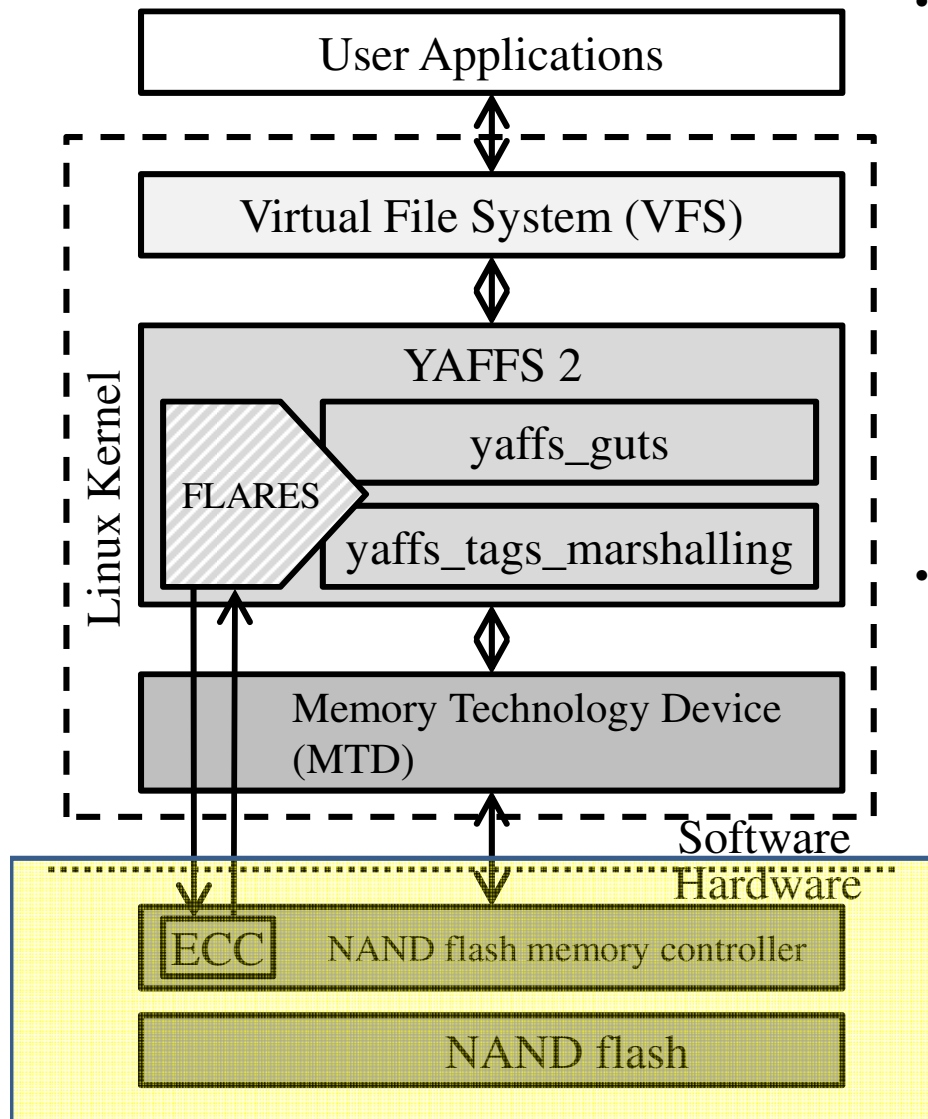 User Applications
Virtual File System (VFS)
YAFFS 2
yaffs_guts
FLARES
yaffs_tags_marshalling
Linux Kernel
Memory Technology Device
(MTD)
Software
Hardware
ECC
NAND flash memory controller
NAND flash